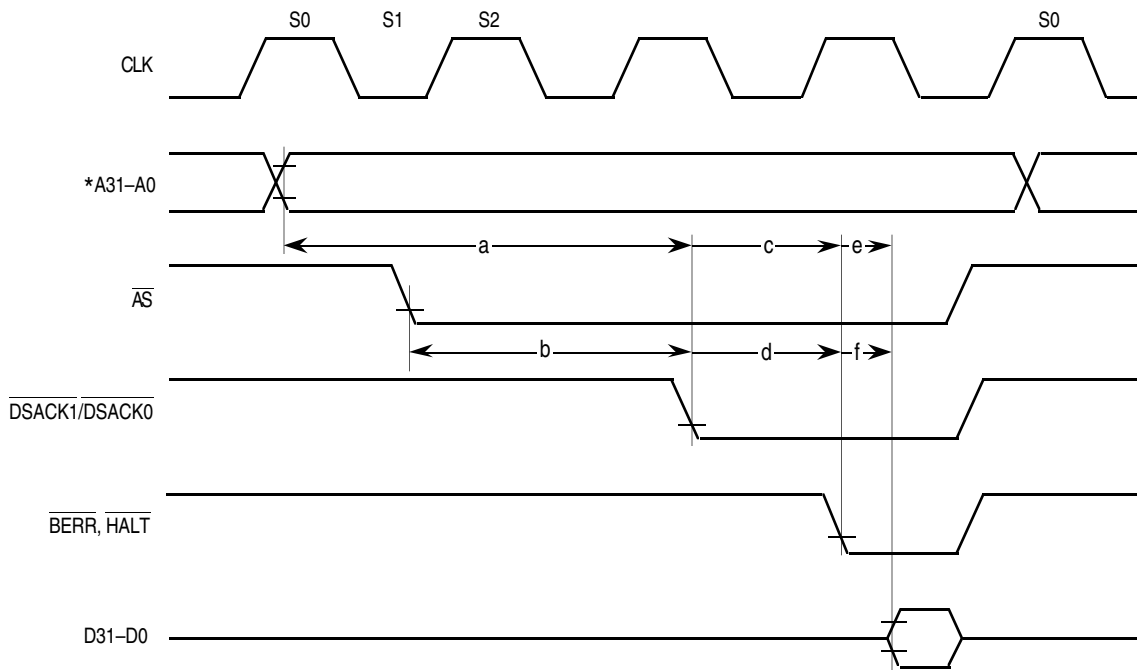 S0 S1 S2 S0
CLK
*A31–A0
a c e
AS
b d f
DSACK1/DSACK0
BERR, HALT
D31–D0